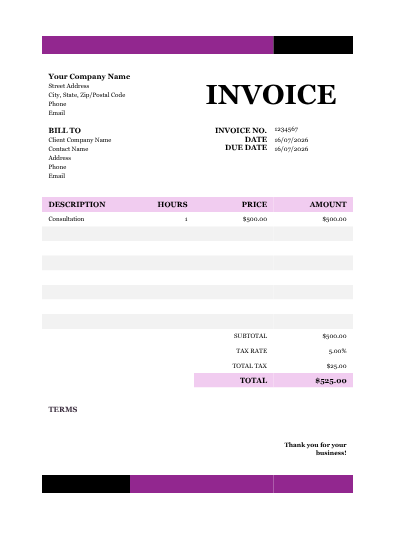 Your Company Name
Street Address
City, State, Zip/Postal Code
Phone
Email
INVOICE
BILL TO
Client Company Name
Contact Name
Address
Phone
Email
INVOICE NO. 1234567
DATE 16/07/2026
DUE DATE 16/07/2026
DESCRIPTION HOURS PRICE AMOUNT
Consultation 1 $500.00 $500.00
SUBTOTAL $500.00
TAX RATE 5.00%
TOTAL TAX $25.00
TOTAL $525.00
TERMS
Thank you for your
business!